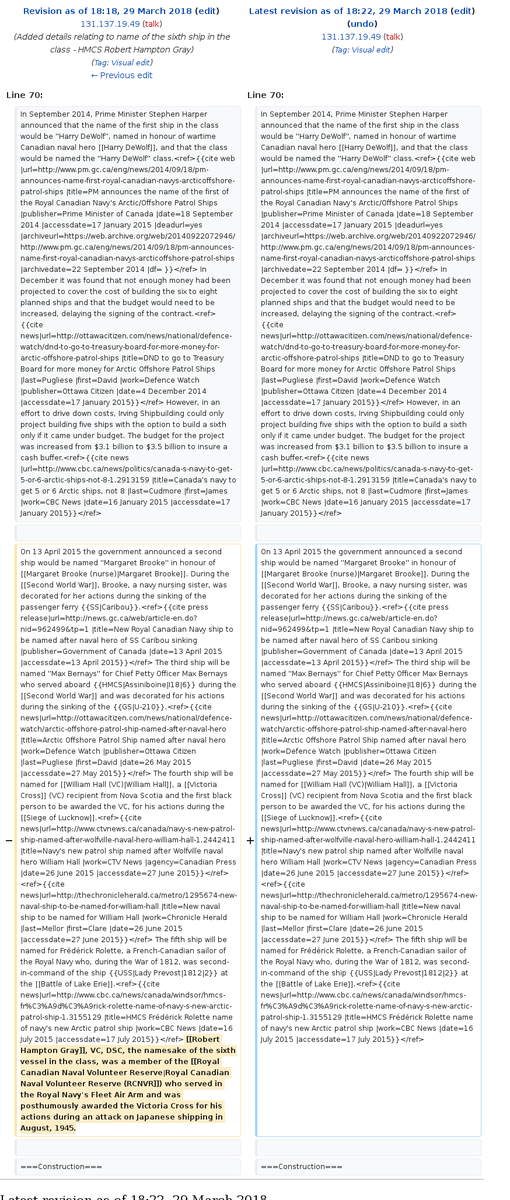 Revision as of 18:18, 29 March 2018 (edit)
131.137.19.49 (talk)
(Added details relating to name of the sixth ship in the
class - HMCS Robert Hampton Gray)
(Tag: Visual edit)
← Previous edit
Latest revision as of 18:22, 29 March 2018 (edit)
(undo)
131.137.19.49 (talk)
(Tag: Visual edit)
Line 70:
In September 2014, Prime Minister Stephen Harper
announced that the name of the first ship in the class
would be "Harry DeWolf", named in honour of wartime
Canadian naval hero [[Harry DeWolf]], and that the class
would be named the "Harry DeWolf" class.<ref>{{cite web
|url=http://www.pm.gc.ca/eng/news/2014/09/18/pm-
announces-name-first-royal-canadian-navys-arcticoffshore-
patrol-ships |title=PM announces the name of the first of
the Royal Canadian Navy's Arctic/Offshore Patrol Ships
|publisher=Prime Minister of Canada |date=18 September
2014 |accessdate=17 January 2015 |deadurl=yes
|archiveurl=https://web.archive.org/web/20140922072946/
http://www.pm.gc.ca/eng/news/2014/09/18/pm-announces-
name-first-royal-canadian-navys-arcticoffshore-patrol-ships
|archivedate=22 September 2014 |df= }}</ref> In
December it was found that not enough money had been
projected to cover the cost of building the six to eight
planned ships and that the budget would need to be
increased, delaying the signing of the contract.<ref>
{{cite
news|url=http://ottawacitizen.com/news/national/defence-
watch/dnd-to-go-to-treasury-board-for-more-money-for-
arctic-offshore-patrol-ships |title=DND to go to Treasury
Board for more money for Arctic Offshore Patrol Ships
|last=Pugliese |first=David |work=Defence Watch
|publisher=Ottawa Citizen |date=4 December 2014
|accessdate=17 January 2015}}</ref> However, in an
effort to drive down costs, Irving Shipbuilding could only
project building five ships with the option to build a sixth
only if it came under budget. The budget for the project
was increased from $3.1 billion to $3.5 billion to insure a
cash buffer.<ref>{{cite news
|url=http://www.cbc.ca/news/politics/canada-s-navy-to-get-
5-or-6-arctic-ships-not-8-1.2913159 |title=Canada's navy to
get 5 or 6 Arctic ships, not 8 |last=Cudmore |first=James
|work=CBC News |date=16 January 2015 |accessdate=17
January 2015}}</ref>
−
On 13 April 2015 the government announced a second
ship would be named "Margaret Brooke" in honour of
[[Margaret Brooke (nurse)|Margaret Brooke]]. During the
[[Second World War]], Brooke, a navy nursing sister, was
decorated for her actions during the sinking of the
passenger ferry {{SS|Caribou}}.<ref>{{cite press
release|url=http://news.gc.ca/web/article-en.do?
nid=962499&tp=1 |title=New Royal Canadian Navy ship to
be named after naval hero of SS Caribou sinking
|publisher=Government of Canada |date=13 April 2015
|accessdate=13 April 2015}}</ref> The third ship will be
named "Max Bernays" for Chief Petty Officer Max Bernays
who served aboard {{HMCS|Assiniboine|I18|6}} during the
[[Second World War]] and was decorated for his actions
during the sinking of the {{GS|U-210}}.<ref>{{cite
news|url=http://ottawacitizen.com/news/national/defence-
watch/arctic-offshore-patrol-ship-named-after-naval-hero
|title=Arctic Offshore Patrol Ship named after naval hero
|work=Defence Watch |publisher=Ottawa Citizen
|last=Pugliese |first=David |date=26 May 2015
|accessdate=27 May 2015}}</ref> The fourth ship will be
named for [[William Hall (VC)|William Hall]], a [[Victoria
Cross]] (VC) recipient from Nova Scotia and the first black
person to be awarded the VC, for his actions during the
[[Siege of Lucknow]].<ref>{{cite
news|url=http://www.ctvnews.ca/canada/navy-s-new-patrol-
ship-named-after-wolfville-naval-hero-william-hall-1.2442411
|title=Navy's new patrol ship named after Wolfville naval
hero William Hall |work=CTV News |agency=Canadian Press
|date=26 June 2015 |accessdate=27 June 2015}}</ref>
<ref>{{cite
news|url=http://thechronicleherald.ca/metro/1295674-new-
naval-ship-to-be-named-for-william-hall |title=New naval
ship to be named for William Hall |work=Chronicle Herald
|last=Mellor |first=Clare |date=26 June 2015
|accessdate=27 June 2015}}</ref> The fifth ship will be
named for Frédérick Rolette, a French-Canadian sailor of
the Royal Navy who, during the War of 1812, was second-
in-command of the ship {{USS|Lady Prevost|1812|2}} at
the [[Battle of Lake Erie]].<ref>{{cite
news|url=http://www.cbc.ca/news/canada/windsor/hmcs-
fr%C3%A9d%C3%A9rick-rolette-name-of-navy-s-new-arctic-
patrol-ship-1.3155129 |title=HMCS Frédérick Rolette name
of navy's new Arctic patrol ship |work=CBC News |date=16
July 2015 |accessdate=17 July 2015}}</ref> [[Robert
Hampton Gray]], VC, DSC, the namesake of the sixth
vessel in the class, was a member of the [[Royal
Canadian Naval Volunteer Reserve|Royal Canadian
Naval Volunteer Reserve (RCNVR)]] who served in
the Royal Navy's Fleet Air Arm and was
posthumously awarded the Victoria Cross for his
actions during an attack on Japanese shipping in
August, 1945.
===Construction===
Line 70:
In September 2014, Prime Minister Stephen Harper
announced that the name of the first ship in the class
would be "Harry DeWolf", named in honour of wartime
Canadian naval hero [[Harry DeWolf]], and that the class
would be named the "Harry DeWolf" class.<ref>{{cite web
|url=http://www.pm.gc.ca/eng/news/2014/09/18/pm-
announces-name-first-royal-canadian-navys-arcticoffshore-
patrol-ships |title=PM announces the name of the first of
the Royal Canadian Navy's Arctic/Offshore Patrol Ships
|publisher=Prime Minister of Canada |date=18 September
2014 |accessdate=17 January 2015 |deadurl=yes
|archiveurl=https://web.archive.org/web/20140922072946/
http://www.pm.gc.ca/eng/news/2014/09/18/pm-announces-
name-first-royal-canadian-navys-arcticoffshore-patrol-ships
|archivedate=22 September 2014 |df= }}</ref> In
December it was found that not enough money had been
projected to cover the cost of building the six to eight
planned ships and that the budget would need to be
increased, delaying the signing of the contract.<ref>
{{cite
news|url=http://ottawacitizen.com/news/national/defence-
watch/dnd-to-go-to-treasury-board-for-more-money-for-
arctic-offshore-patrol-ships |title=DND to go to Treasury
Board for more money for Arctic Offshore Patrol Ships
|last=Pugliese |first=David |work=Defence Watch
|publisher=Ottawa Citizen |date=4 December 2014
|accessdate=17 January 2015}}</ref> However, in an
effort to drive down costs, Irving Shipbuilding could only
project building five ships with the option to build a sixth
only if it came under budget. The budget for the project
was increased from $3.1 billion to $3.5 billion to insure a
cash buffer.<ref>{{cite news
|url=http://www.cbc.ca/news/politics/canada-s-navy-to-get-
5-or-6-arctic-ships-not-8-1.2913159 |title=Canada's navy to
get 5 or 6 Arctic ships, not 8 |last=Cudmore |first=James
|work=CBC News |date=16 January 2015 |accessdate=17
January 2015}}</ref>
+
On 13 April 2015 the government announced a second
ship would be named "Margaret Brooke" in honour of
[[Margaret Brooke (nurse)|Margaret Brooke]]. During the
[[Second World War]], Brooke, a navy nursing sister, was
decorated for her actions during the sinking of the
passenger ferry {{SS|Caribou}}.<ref>{{cite press
release|url=http://news.gc.ca/web/article-en.do?
nid=962499&tp=1 |title=New Royal Canadian Navy ship to
be named after naval hero of SS Caribou sinking
|publisher=Government of Canada |date=13 April 2015
|accessdate=13 April 2015}}</ref> The third ship will be
named "Max Bernays" for Chief Petty Officer Max Bernays
who served aboard {{HMCS|Assiniboine|I18|6}} during the
[[Second World War]] and was decorated for his actions
during the sinking of the {{GS|U-210}}.<ref>{{cite
news|url=http://ottawacitizen.com/news/national/defence-
watch/arctic-offshore-patrol-ship-named-after-naval-hero
|title=Arctic Offshore Patrol Ship named after naval hero
|work=Defence Watch |publisher=Ottawa Citizen
|last=Pugliese |first=David |date=26 May 2015
|accessdate=27 May 2015}}</ref> The fourth ship will be
named for [[William Hall (VC)|William Hall]], a [[Victoria
Cross]] (VC) recipient from Nova Scotia and the first black
person to be awarded the VC, for his actions during the
[[Siege of Lucknow]].<ref>{{cite
news|url=http://www.ctvnews.ca/canada/navy-s-new-patrol-
ship-named-after-wolfville-naval-hero-william-hall-1.2442411
|title=Navy's new patrol ship named after Wolfville naval
hero William Hall |work=CTV News |agency=Canadian Press
|date=26 June 2015 |accessdate=27 June 2015}}</ref>
<ref>{{cite
news|url=http://thechronicleherald.ca/metro/1295674-new-
naval-ship-to-be-named-for-william-hall |title=New naval
ship to be named for William Hall |work=Chronicle Herald
|last=Mellor |first=Clare |date=26 June 2015
|accessdate=27 June 2015}}</ref> The fifth ship will be
named for Frédérick Rolette, a French-Canadian sailor of
the Royal Navy who, during the War of 1812, was second-
in-command of the ship {{USS|Lady Prevost|1812|2}} at
the [[Battle of Lake Erie]].<ref>{{cite
news|url=http://www.cbc.ca/news/canada/windsor/hmcs-
fr%C3%A9d%C3%A9rick-rolette-name-of-navy-s-new-arctic-
patrol-ship-1.3155129 |title=HMCS Frédérick Rolette name
of navy's new Arctic patrol ship |work=CBC News |date=16
July 2015 |accessdate=17 July 2015}}</ref>
===Construction===
Latest revision as of 18:22, 29 March 2018